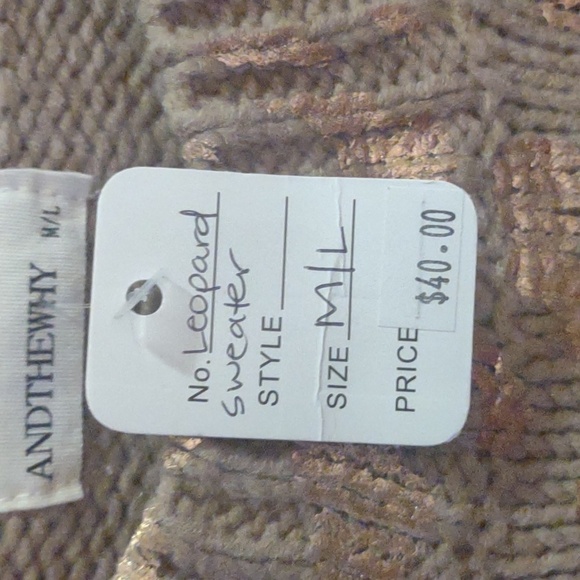 ANDTHEWHY M/L
No. Leopard
sweater
STYLE
SIZE M/L
PRICE $40.00